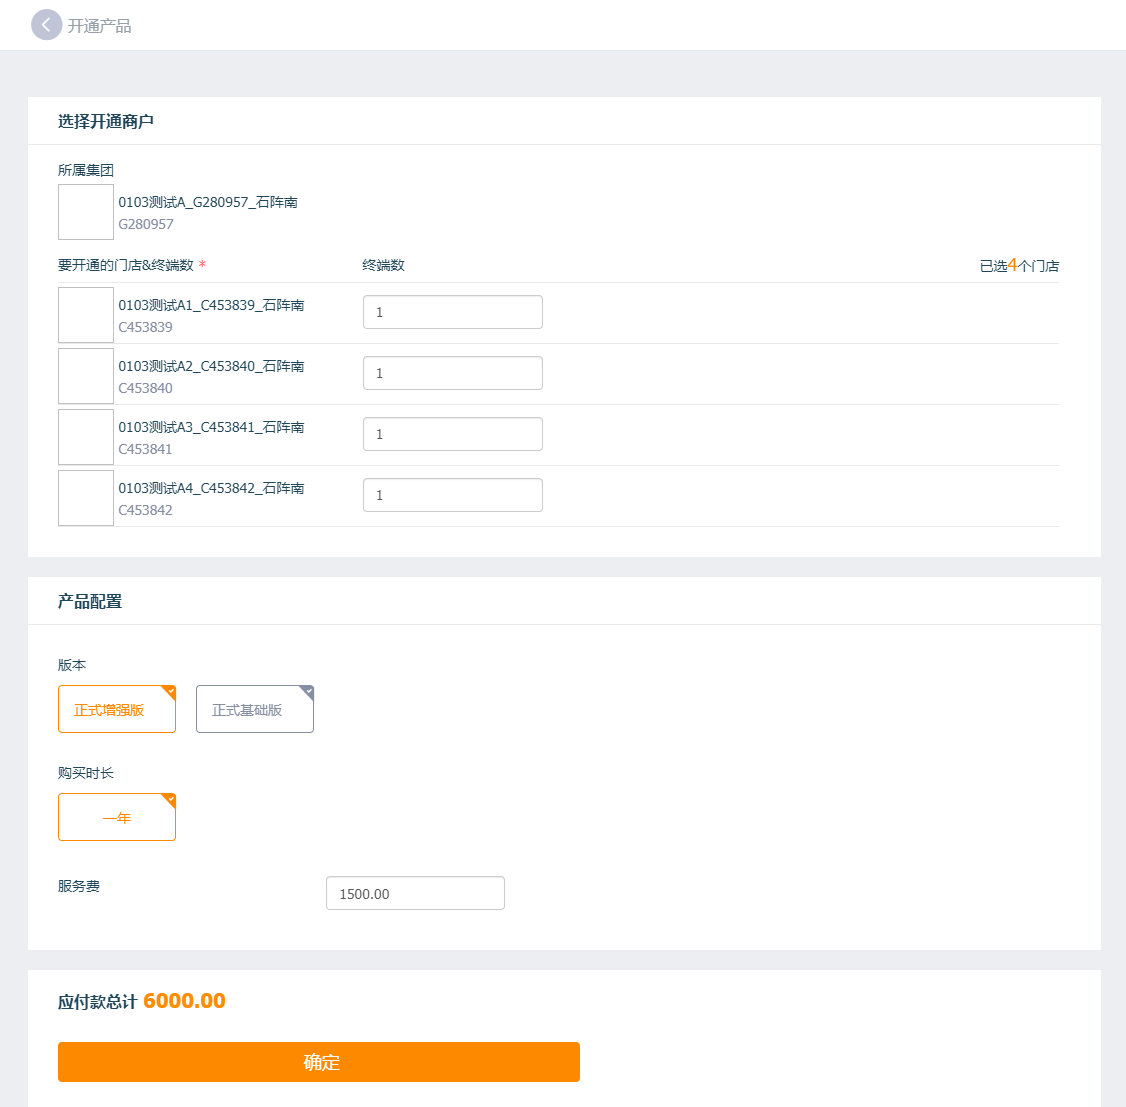 开通产品
选择开通商户
所属集团
0103测试A_G280957_石阵南
G280957
要开通的门店&终端数 * 终端数 已选4个门店
0103测试A1_C453839_石阵南
C453839
1
0103测试A2_C453840_石阵南
C453840
1
0103测试A3_C453841_石阵南
C453841
1
0103测试A4_C453842_石阵南
C453842
1
产品配置
版本
正式增强版 正式基础版
购买时长
一年
服务费 1500.00
应付款总计 6000.00
确定